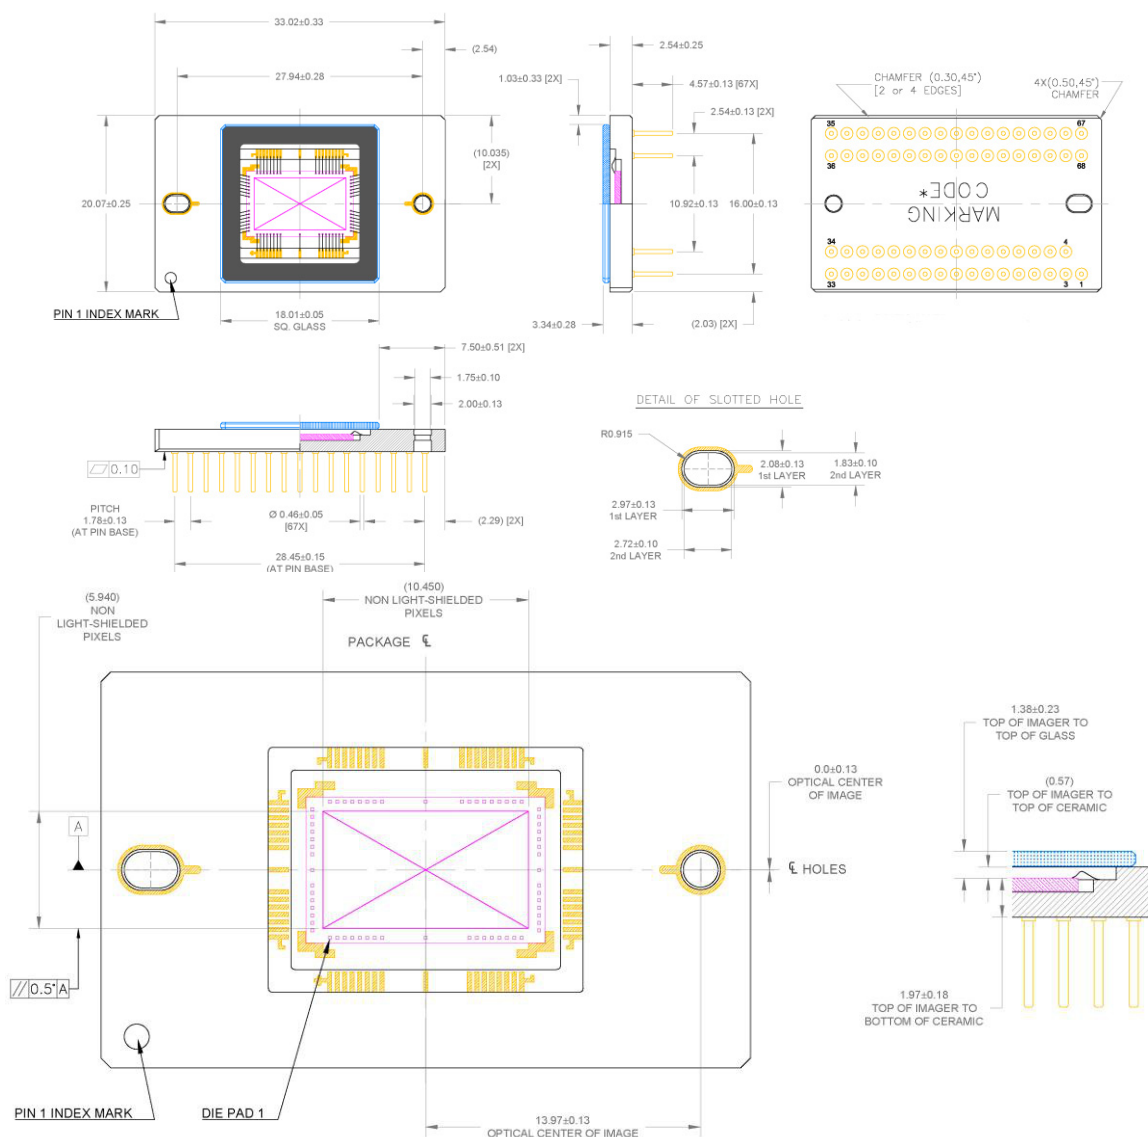 33.02±0.33
(2.54)
27.94±0.28
20.07±0.25
(10.035)
[2X]
PIN 1 INDEX MARK
18.01±0.05
SQ. GLASS
2.54±0.25
1.03±0.33 [2X]
4.57±0.13 [67X]
2.54±0.13 [2X]
10.92±0.13
16.00±0.13
3.34±0.28
(2.03) [2X]
CHAMFER (0.30,45°)
[2 or 4 EDGES]
4X(0.50,45°)
CHAMFER
35
67
36
68
MARKING
CODE*
34
4
33
3
1
7.50±0.51 [2X]
1.75±0.10
2.00±0.13
0.10
PITCH
1.78±0.13
(AT PIN BASE)
Ø 0.46±0.05
[67X]
(2.29) [2X]
28.45±0.15
(AT PIN BASE)
DETAIL OF SLOTTED HOLE
R0.915
2.08±0.13
1st LAYER
1.83±0.10
2nd LAYER
2.97±0.13
1st LAYER
2.72±0.10
2nd LAYER
(5.940)
NON
LIGHT-SHIELDED
PIXELS
(10.450)
NON LIGHT-SHIELDED
PIXELS
PACKAGE ℄
0.0±0.13
OPTICAL CENTER
OF IMAGE
A
℄ HOLES
// 0.5° A
PIN 1 INDEX MARK
DIE PAD 1
13.97±0.13
OPTICAL CENTER OF IMAGE
1.38±0.23
TOP OF IMAGER TO
TOP OF GLASS
(0.57)
TOP OF IMAGER TO
TOP OF CERAMIC
1.97±0.18
TOP OF IMAGER TO
BOTTOM OF CERAMIC